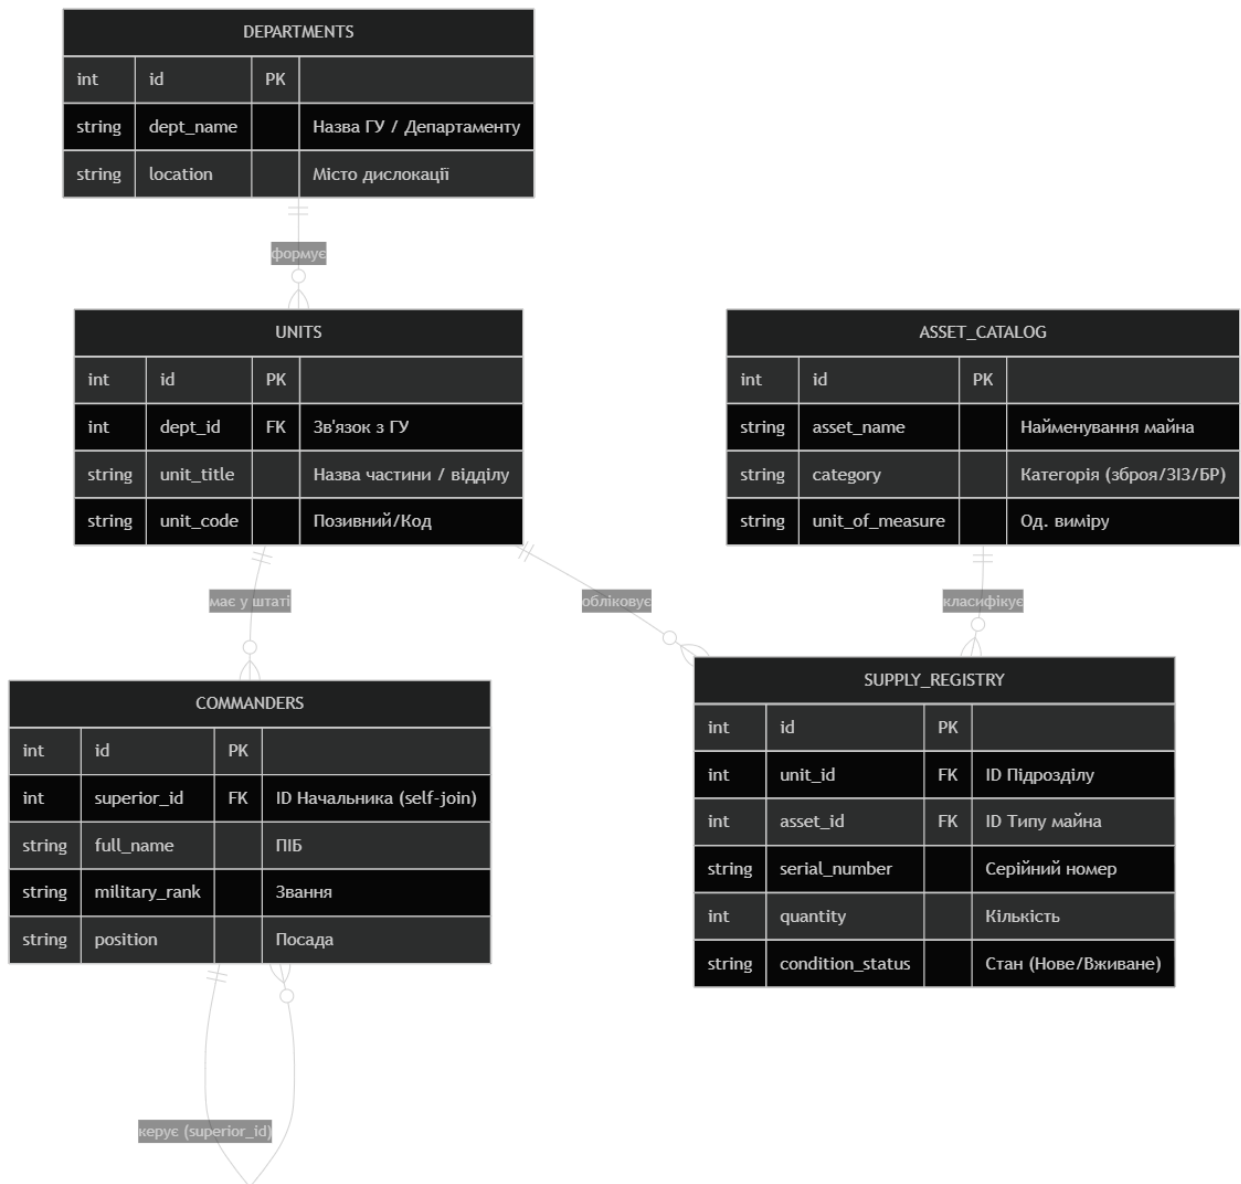 DEPARTMENTS
int id PK
string dept_name Назва ГУ / Департаменту
string location Місто дислокації
формує
UNITS
int id PK
int dept_id FK Зв'язок з ГУ
string unit_title Назва частини / відділу
string unit_code Позивний/Код
ASSET_CATALOG
int id PK
string asset_name Найменування майна
string category Категорія (зброя/ЗІЗ/БР)
string unit_of_measure Од. виміру
має у штаті
обліковує
класифікує
COMMANDERS
int id PK
int superior_id FK ID Начальника (self-join)
string full_name ПІБ
string military_rank Звання
string position Посада
SUPPLY_REGISTRY
int id PK
int unit_id FK ID Підрозділу
int asset_id FK ID Типу майна
string serial_number Серійний номер
int quantity Кількість
string condition_status Стан (Нове/Вживане)
керує (superior_id)